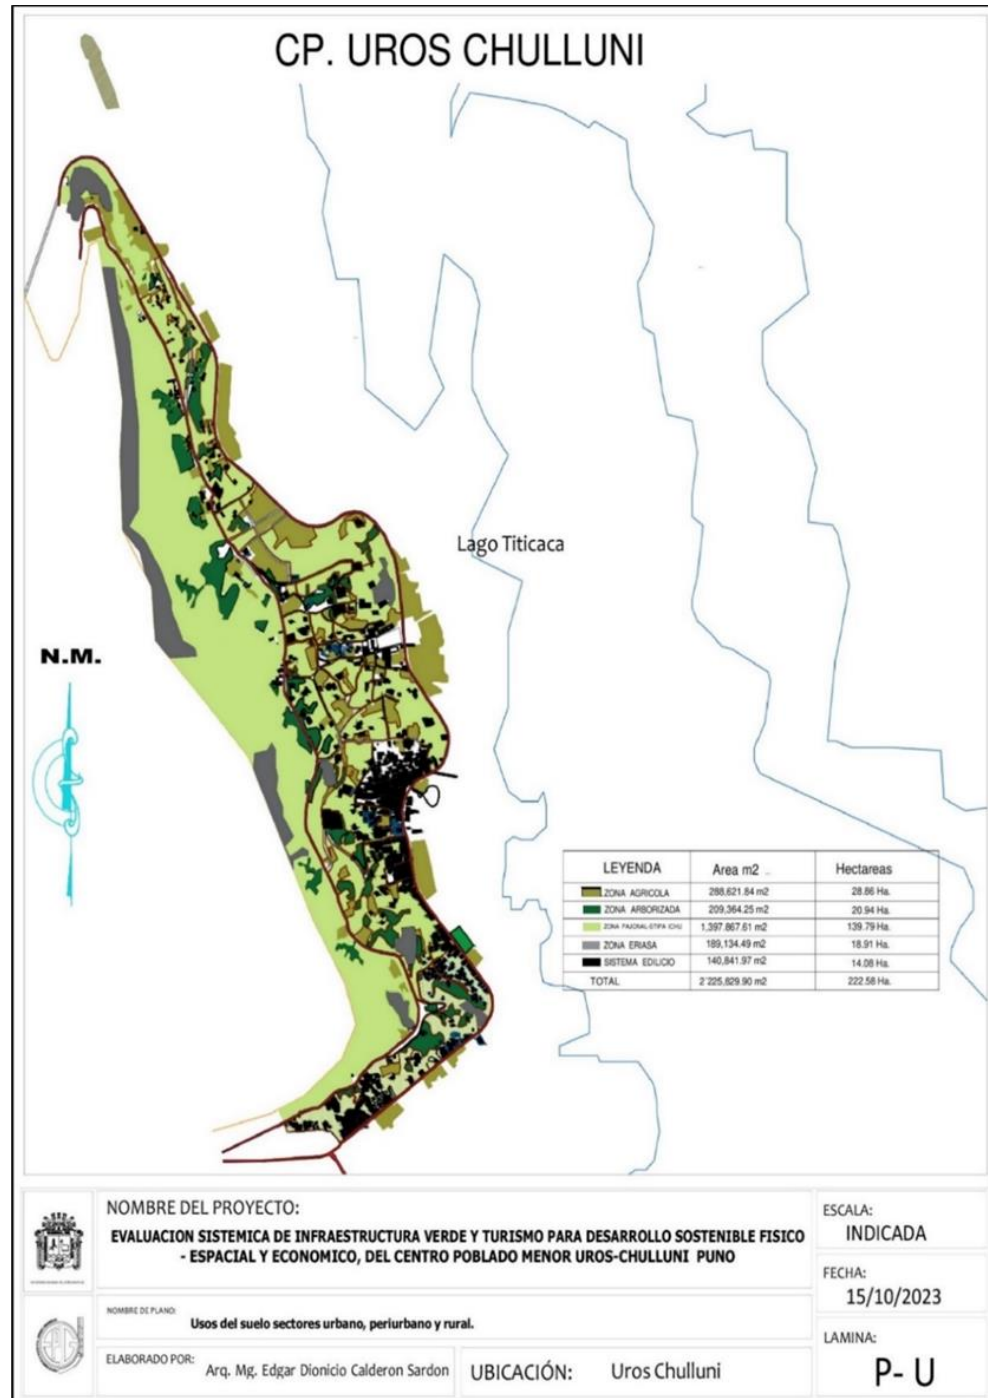 CP. UROS CHULLUNI
Lago Titicaca
N.M.
LEYENDA Area m2 Hectareas
ZONA AGRICOLA 288,621.84 m2 28.86 Ha.
ZONA ARBORIZADA 209,364.25 m2 20.94 Ha.
ZONA PAJONAL-STIPA ICHU 1,397.867.61 m2 139.79 Ha.
ZONA ERIASA 189,134.49 m2 18.91 Ha.
SISTEMA EDILICIO 140,841.97 m2 14.08 Ha.
TOTAL 2´225,829.90 m2 222.58 Ha.
NOMBRE DEL PROYECTO:
EVALUACION SISTEMICA DE INFRAESTRUCTURA VERDE Y TURISMO PARA DESARROLLO SOSTENIBLE FISICO
- ESPACIAL Y ECONOMICO, DEL CENTRO POBLADO MENOR UROS-CHULLUNI PUNO
ESCALA:
INDICADA
FECHA:
15/10/2023
NOMBRE DE PLANO:
Usos del suelo sectores urbano, periurbano y rural.
LAMINA:
P- U
ELABORADO POR: Arq. Mg. Edgar Dionicio Calderon Sardon
UBICACIÓN: Uros Chulluni